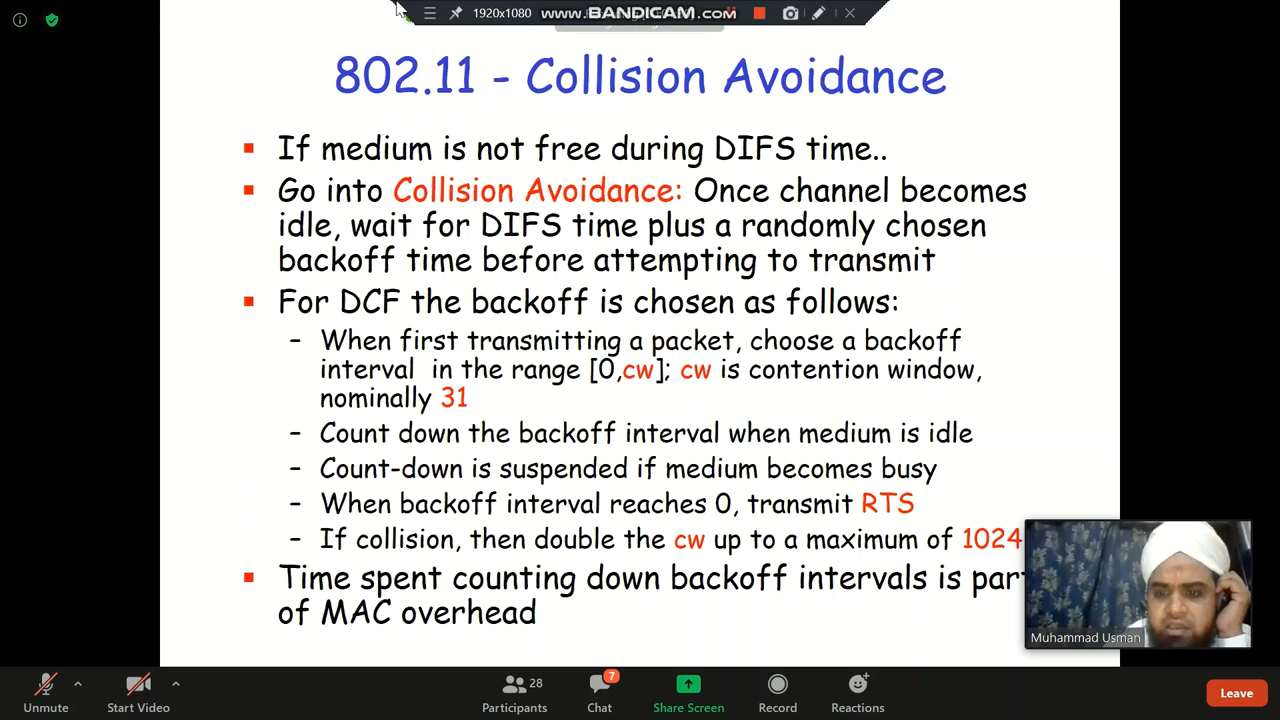 1920x1080
www.BANDICAM.com
802.11 - Collision Avoidance
If medium is not free during DIFS time..
Go into Collision Avoidance: Once channel becomes
idle, wait for DIFS time plus a randomly chosen
backoff time before attempting to transmit
For DCF the backoff is chosen as follows:
– When first transmitting a packet, choose a backoff
interval in the range [0,cw]; cw is contention window,
nominally 31
– Count down the backoff interval when medium is idle
– Count-down is suspended if medium becomes busy
– When backoff interval reaches 0, transmit RTS
– If collision, then double the cw up to a maximum of 1024
Time spent counting down backoff intervals is part
of MAC overhead
Muhammad Usman
Unmute
Start Video
28
Participants
7
Chat
Share Screen
Record
Reactions
Leave